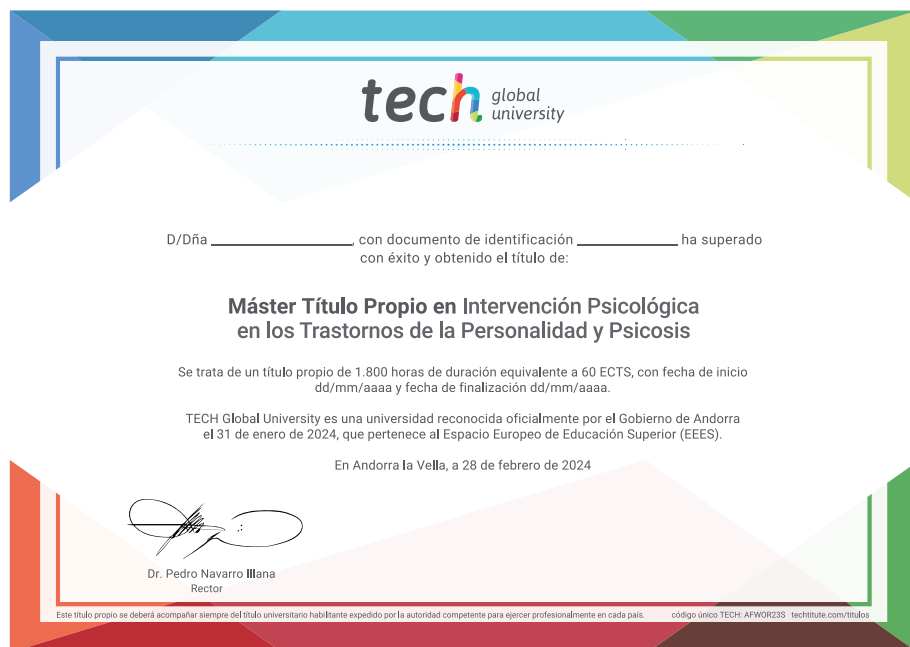 tech global university
D/Dña ____________________, con documento de identificación ______________ ha superado
con éxito y obtenido el título de:
Máster Título Propio en Intervención Psicológica
en los Trastornos de la Personalidad y Psicosis
Se trata de un título propio de 1.800 horas de duración equivalente a 60 ECTS, con fecha de inicio
dd/mm/aaaa y fecha de finalización dd/mm/aaaa.
TECH Global University es una universidad reconocida oficialmente por el Gobierno de Andorra
el 31 de enero de 2024, que pertenece al Espacio Europeo de Educación Superior (EEES).
En Andorra la Vella, a 28 de febrero de 2024
Dr. Pedro Navarro Illana
Rector
Este título propio se deberá acompañar siempre del título universitario habilitante expedido por la autoridad competente para ejercer profesionalmente en cada país. código único TECH: AFWOR23S techtitute.com/titulos